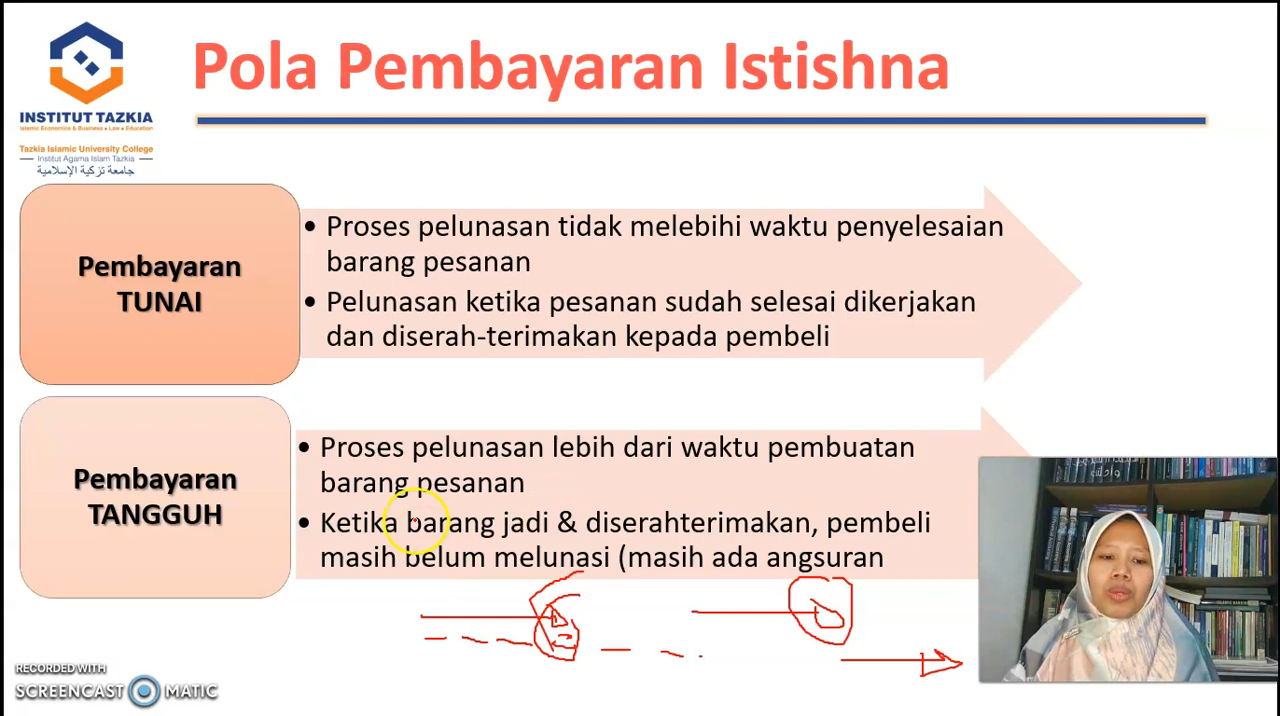 Pola Pembayaran Istishna
INSTITUT TAZKIA
Islamic Economics & Business • Law • Education
Tazkia Islamic University College
Institut Agama Islam Tazkia
جامعة تزكية الإسلامية
Pembayaran
TUNAI
• Proses pelunasan tidak melebihi waktu penyelesaian
barang pesanan
• Pelunasan ketika pesanan sudah selesai dikerjakan
dan diserah-terimakan kepada pembeli
Pembayaran
TANGGUH
• Proses pelunasan lebih dari waktu pembuatan
barang pesanan
• Ketika barang jadi & diserahterimakan, pembeli
masih belum melunasi (masih ada angsuran
RECORDED WITH
SCREENCAST MATIC